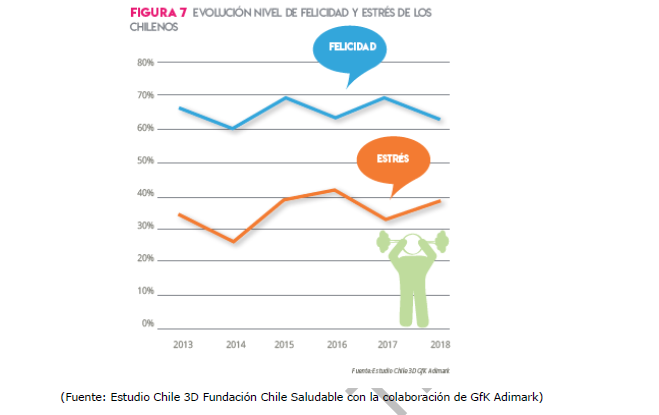 FIGURA 7 EVOLUCIÓN NIVEL DE FELICIDAD Y ESTRÉS DE LOS
CHILENOS
FELICIDAD
80%
70%
60%
50%
ESTRÉS
40%
30%
20%
10%
0%
2013 2014 2015 2016 2017 2018
Fuente:Estudio Chile 3D GfK Adimark
(Fuente: Estudio Chile 3D Fundación Chile Saludable con la colaboración de GfK Adimark)